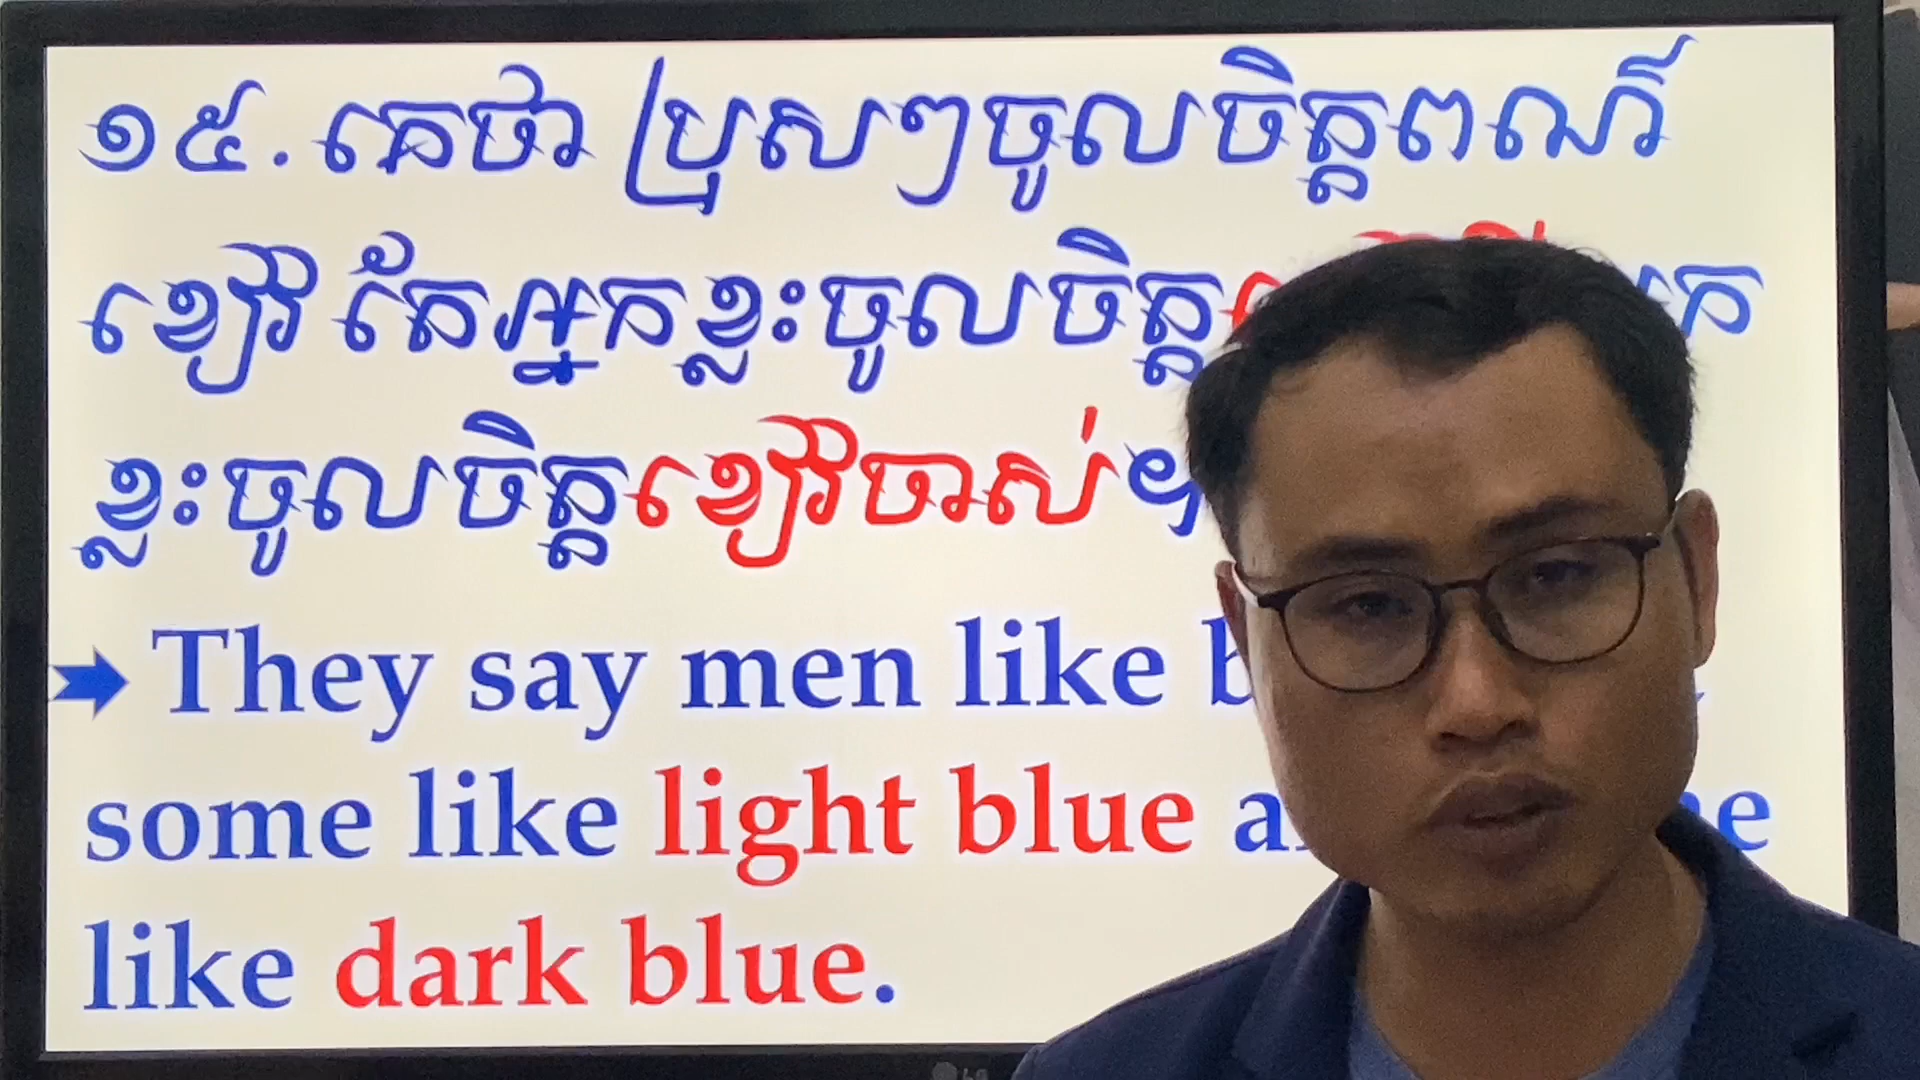 ១៥. គេថា ប្រុសៗចូលចិត្តពណ៌
ខៀវ តែអ្នកខ្លះចូលចិត្ត
ខ្លះចូលចិត្តខៀវចាស់
They say men like
some like light blue
like dark blue.